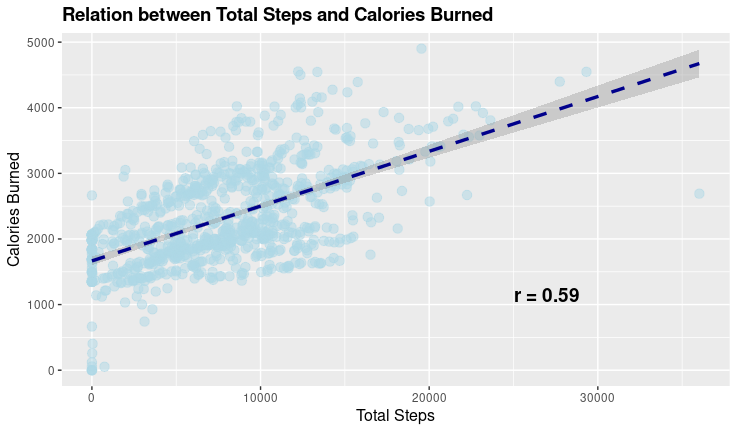 Relation between Total Steps and Calories Burned
Calories Burned
5000
4000
3000
2000
1000
0
r = 0.59
0 10000 20000 30000
Total Steps